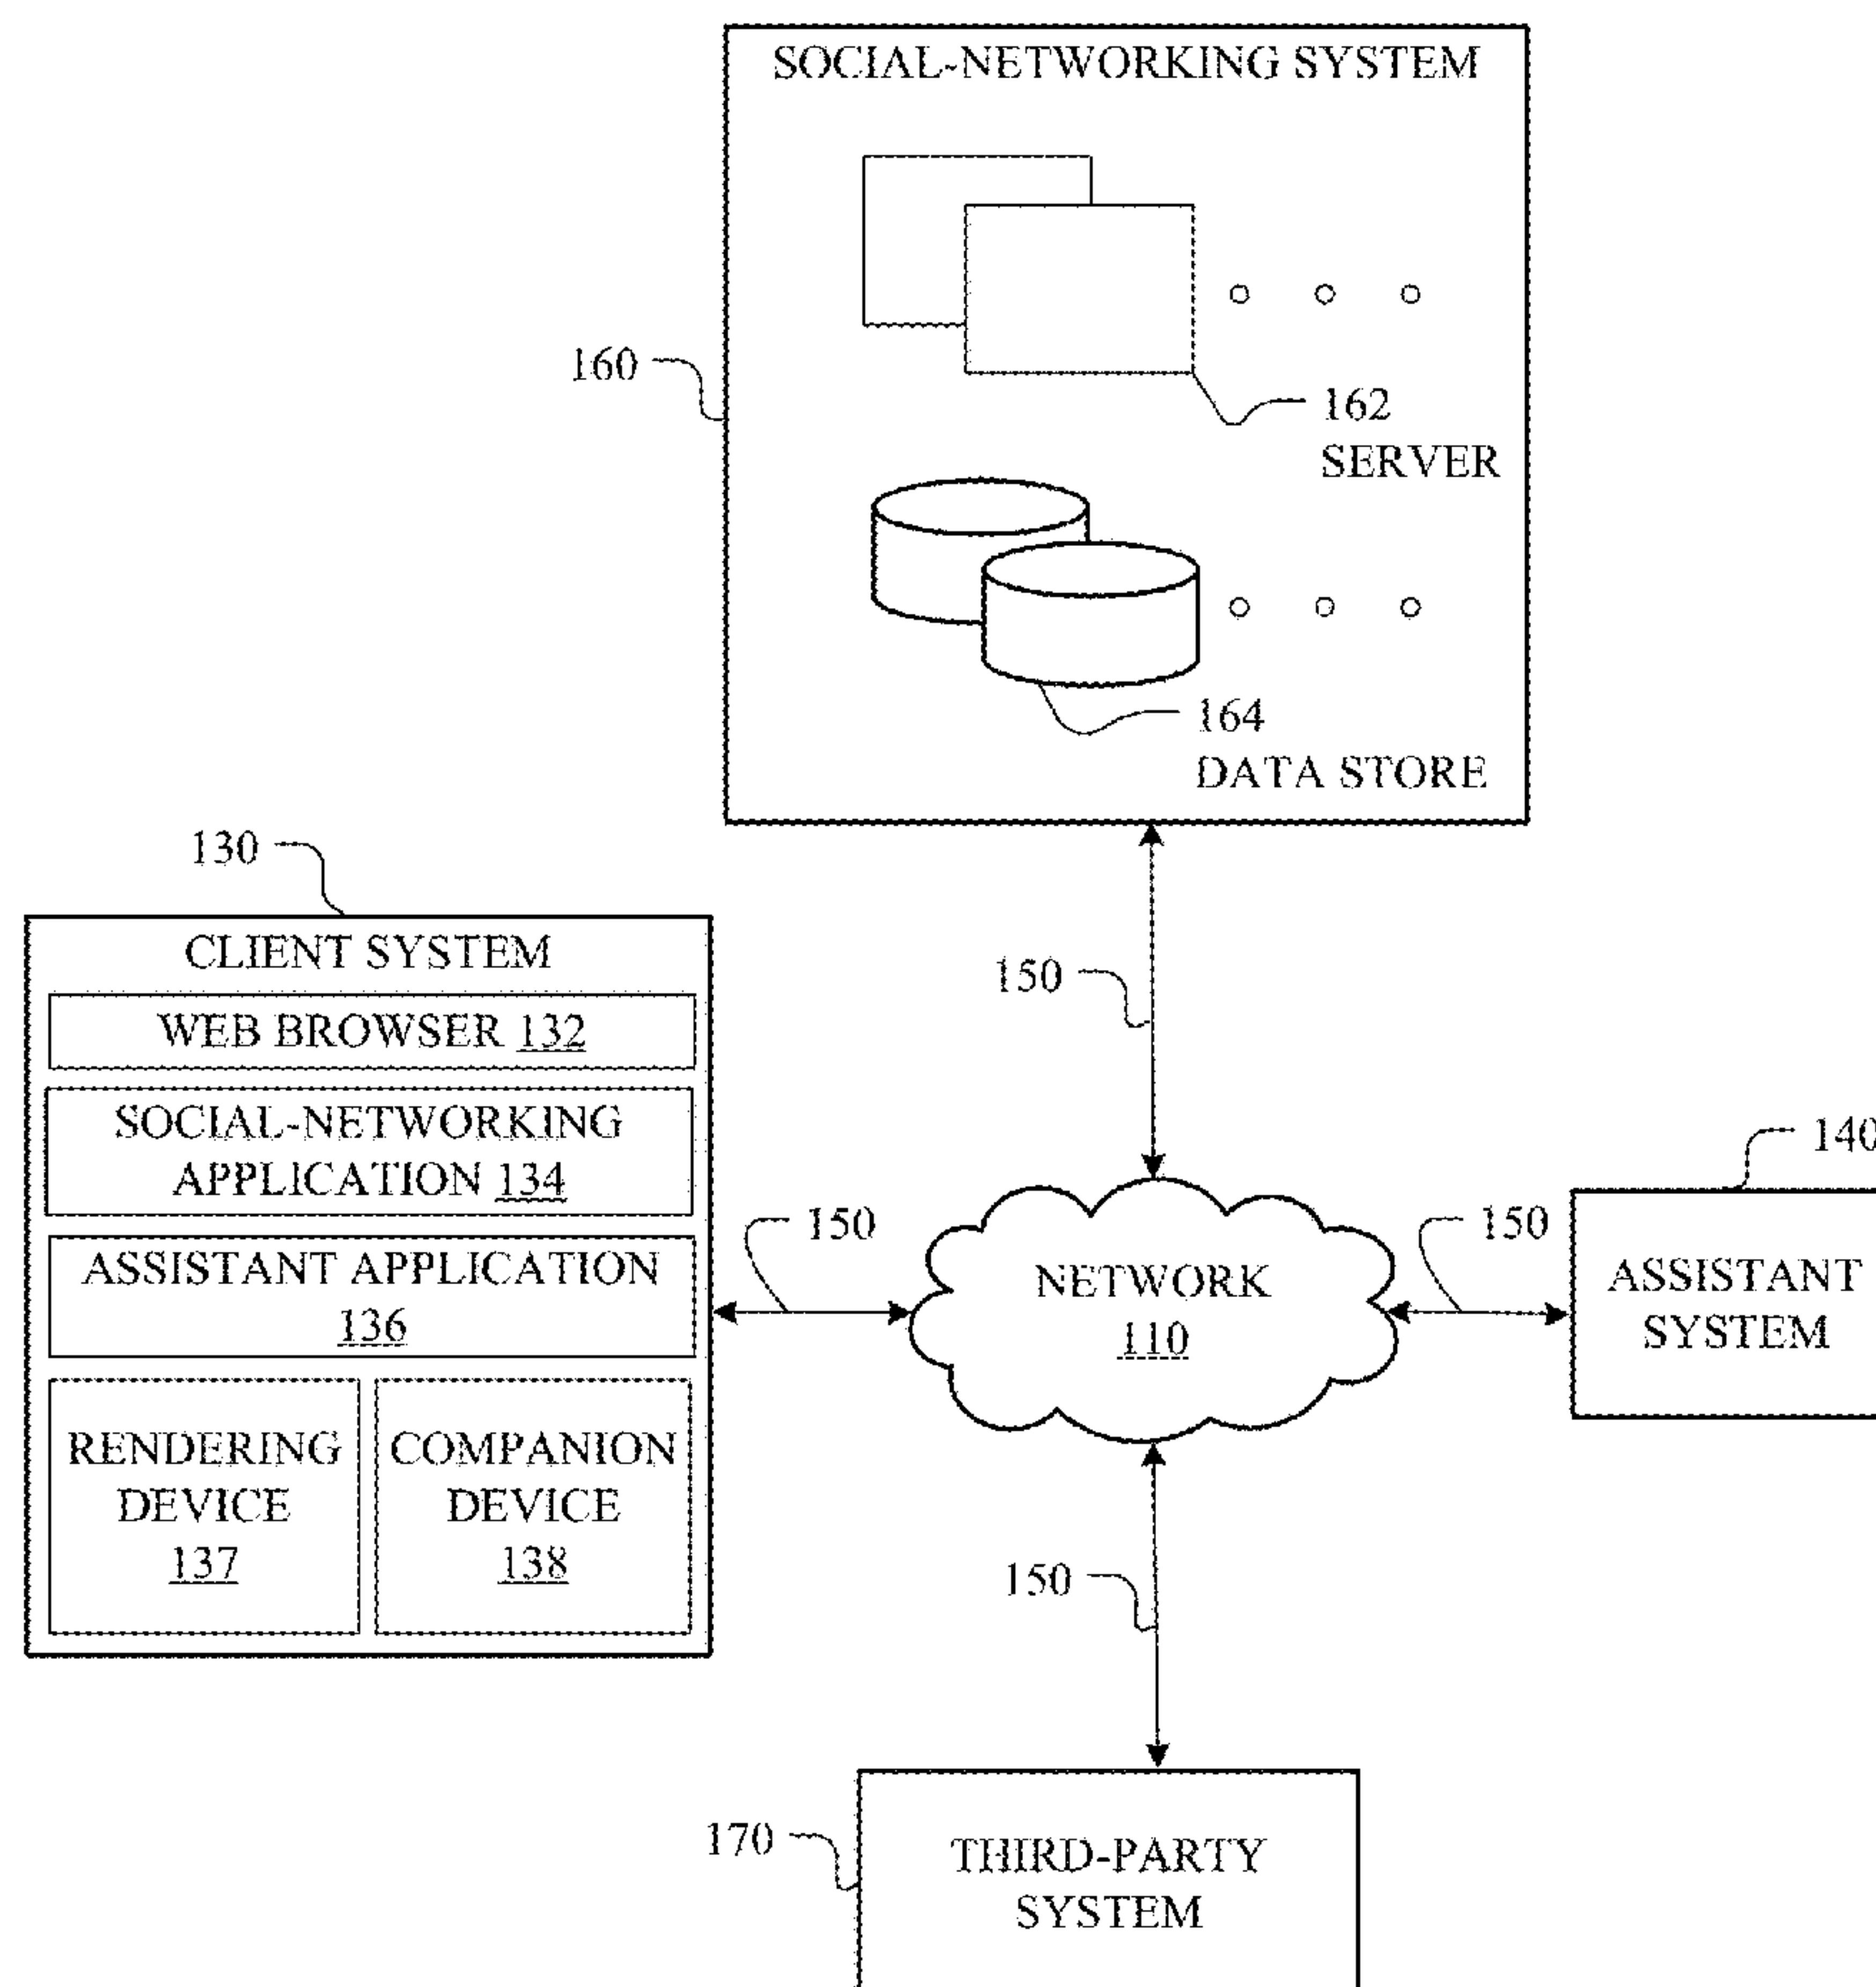 SOCIAL-NETWORKING SYSTEM
160
162
SERVER
164
DATA STORE
130
CLIENT SYSTEM
WEB BROWSER 132
SOCIAL-NETWORKING
APPLICATION 134
ASSISTANT APPLICATION
136
RENDERING
DEVICE
137
COMPANION
DEVICE
138
150
150
NETWORK
110
150
140
ASSISTANT
SYSTEM
150
170
THIRD-PARTY
SYSTEM